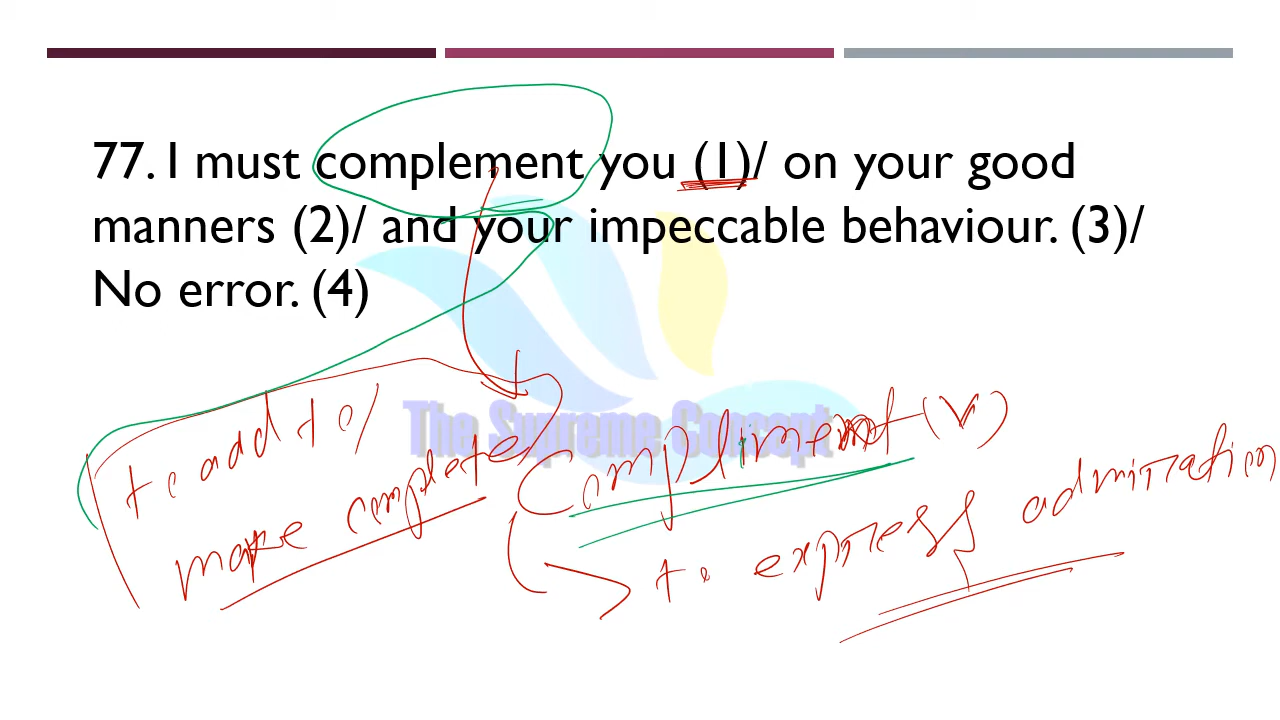 77. I must complement you (1)/ on your good
manners (2)/ and your impeccable behaviour. (3)/
No error. (4)
The Supreme Concept
to add to/
make complete
Compliment (v)
to express admiration